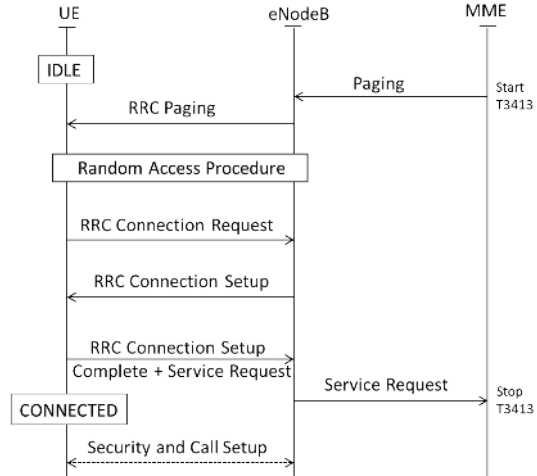 UE
eNodeB
MME
IDLE
Paging
Start
T3413
RRC Paging
Random Access Procedure
RRC Connection Request
RRC Connection Setup
RRC Connection Setup
Complete + Service Request
Service Request
Stop
T3413
CONNECTED
Security and Call Setup